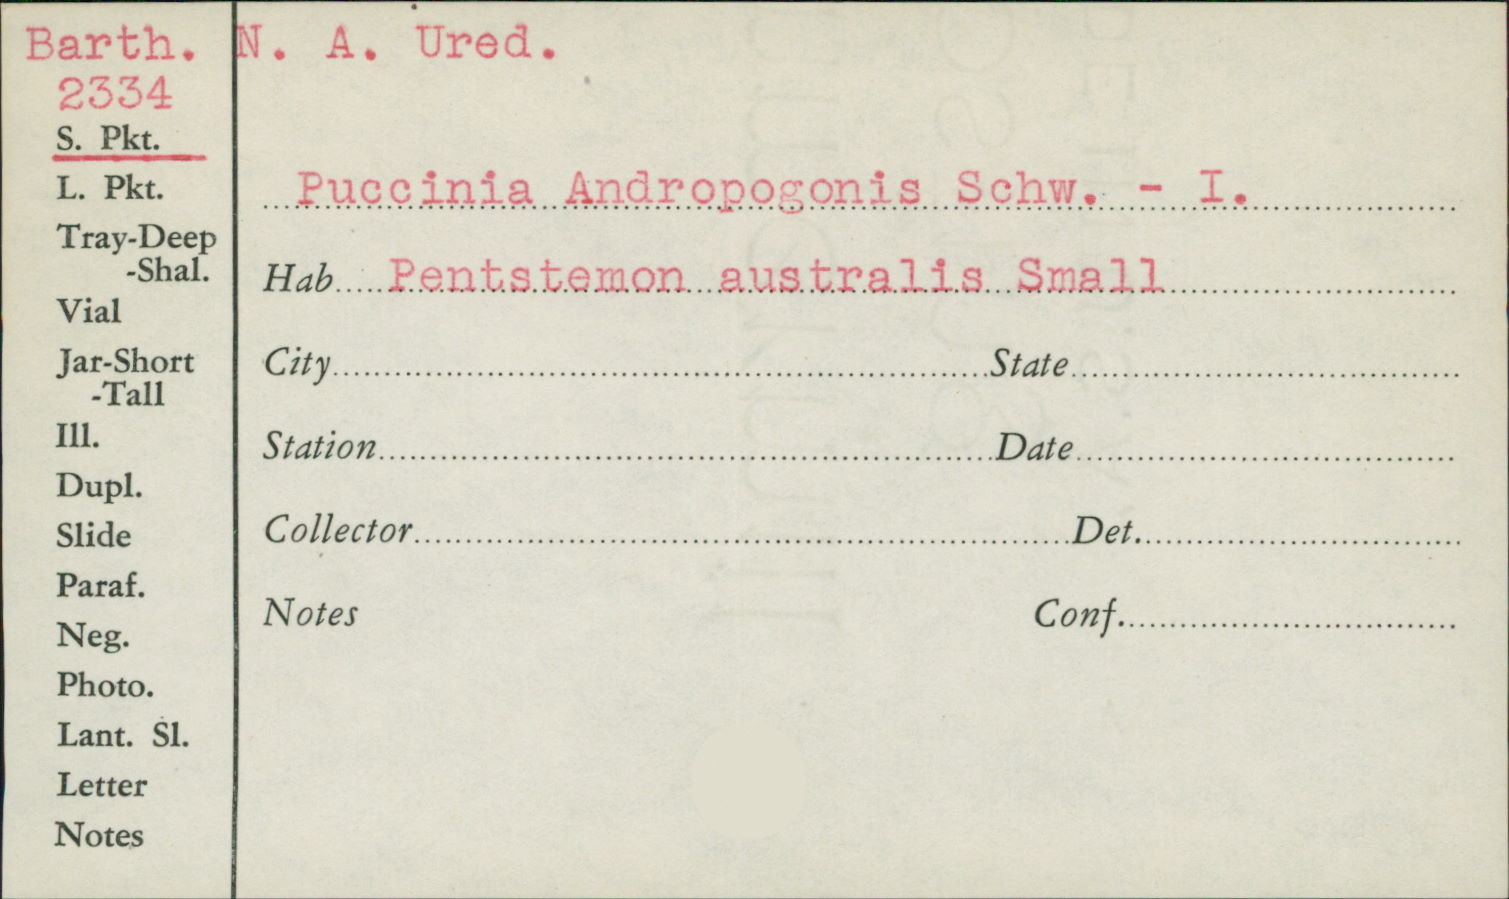 Barth. N. A. Ured.
2334
S. Pkt.
L. Pkt.
Tray-Deep
-Shal.
Vial
Jar-Short
-Tall
Ill.
Dupl.
Slide
Paraf.
Neg.
Photo.
Lant. Sl.
Letter
Notes
Puccinia Andropogonis Schw. - I.
Hab Pentstemon australis Small
City State
Station Date
Collector Det.
Notes Conf.